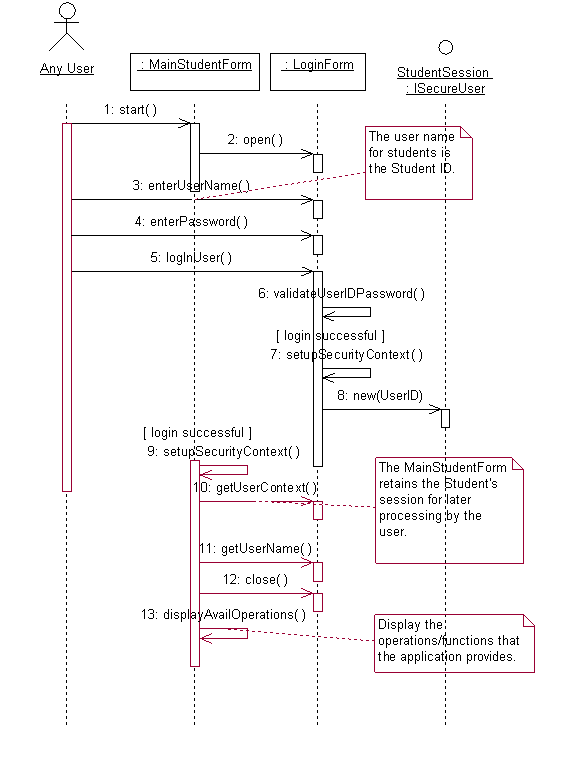 Any User
: MainStudentForm
: LoginForm
StudentSession
: ISecureUser
1: start( )
2: open( )
The user name
for students is
the Student ID.
3: enterUserName( )
4: enterPassword( )
5: logInUser( )
6: validateUserIDPassword( )
[ login successful ]
7: setupSecurityContext( )
8: new(UserID)
[ login successful ]
9: setupSecurityContext( )
The MainStudentForm
retains the Student's
session for later
processing by the
user.
10: getUserContext( )
11: getUserName( )
12: close( )
13: displayAvailOperations( )
Display the
operations/functions that
the application provides.